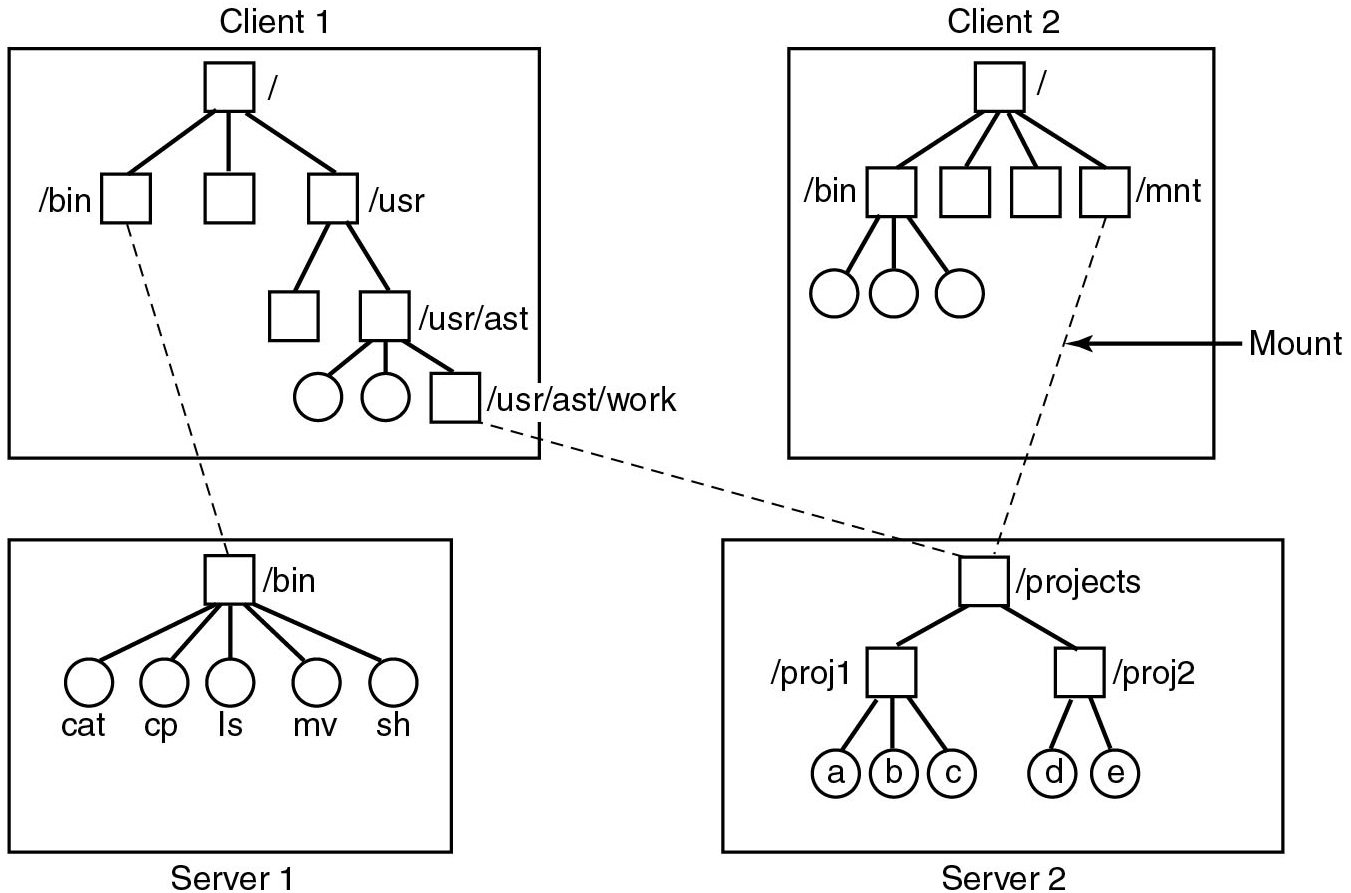 Client 1
Client 2
/
/
/bin
/usr
/bin
/mnt
/usr/ast
Mount
/usr/ast/work
/bin
/projects
/proj1
/proj2
cat
cp
ls
mv
sh
a
b
c
d
e
Server 1
Server 2